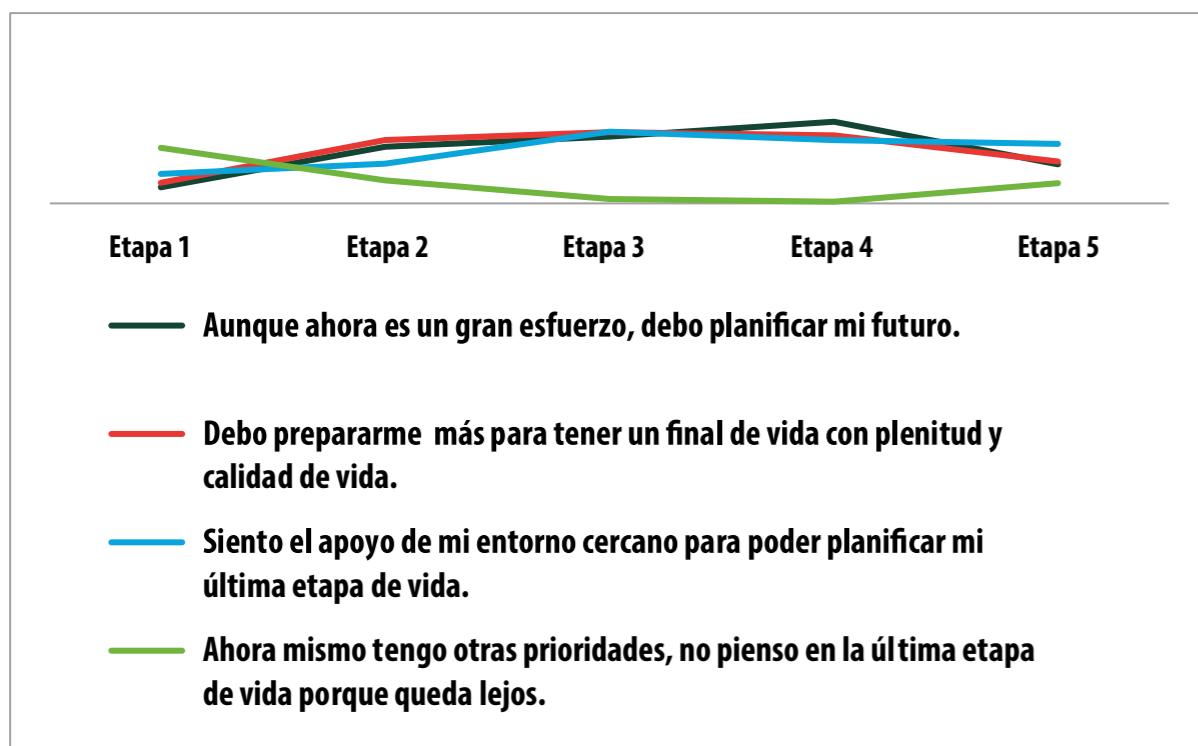 Etapa 1 Etapa 2 Etapa 3 Etapa 4 Etapa 5
Aunque ahora es un gran esfuerzo, debo planificar mi futuro.
Debo prepararme más para tener un final de vida con plenitud y
calidad de vida.
Siento el apoyo de mi entorno cercano para poder planificar mi
última etapa de vida.
Ahora mismo tengo otras prioridades, no pienso en la última etapa
de vida porque queda lejos.